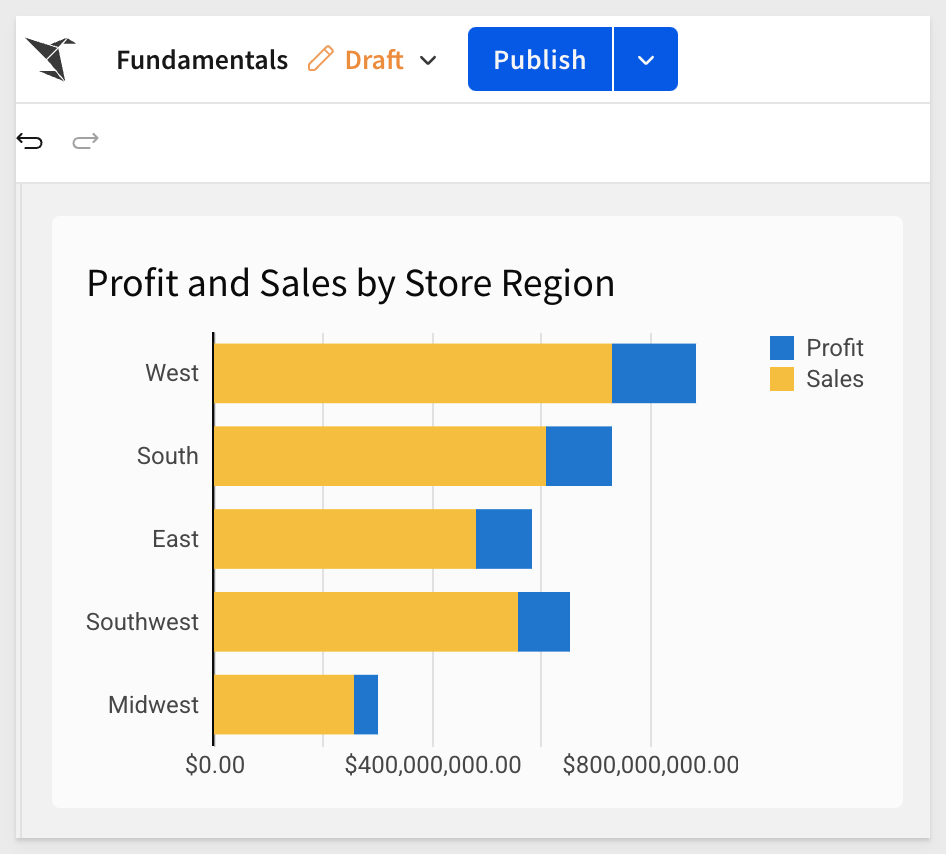 Fundamentals Draft Publish
Profit and Sales by Store Region
Profit
Sales
West
South
East
Southwest
Midwest
$0.00 $400,000,000.00 $800,000,000.00